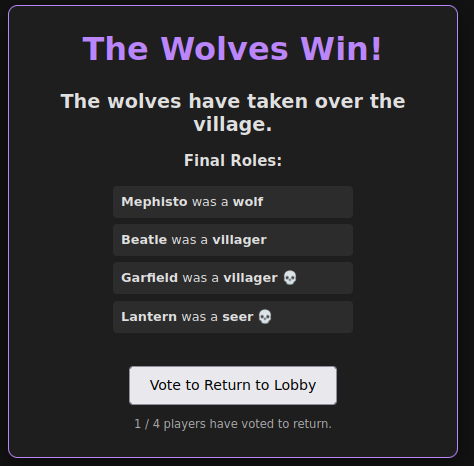 The Wolves Win!
The wolves have taken over the
village.
Final Roles:
Mephisto was a wolf
Beatle was a villager
Garfield was a villager 💀
Lantern was a seer 💀
Vote to Return to Lobby
1 / 4 players have voted to return.